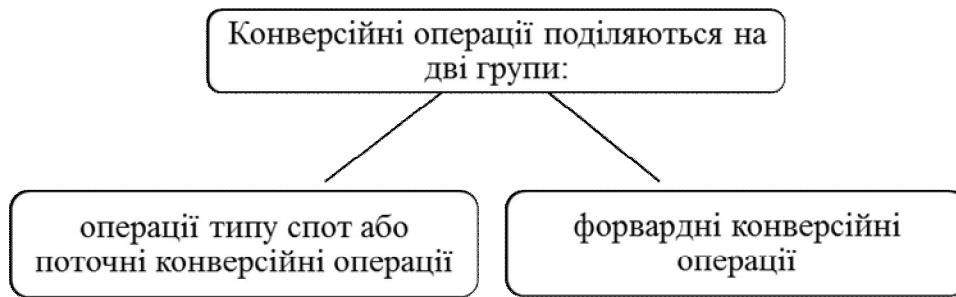 Конверсійні операції поділяються на
дві групи:
операції типу спот або
поточні конверсійні операції
форвардні конверсійні
операції